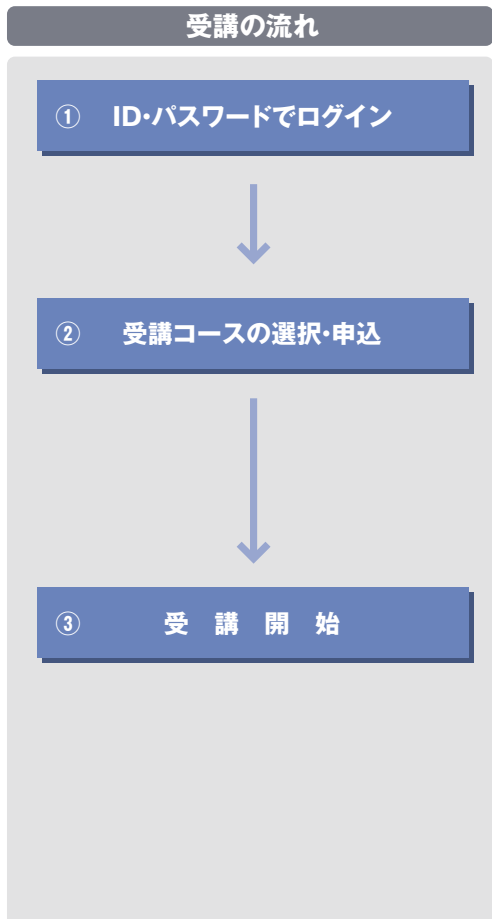 受講の流れ
① ID・パスワードでログイン
② 受講コースの選択・申込
③ 受 講 開 始